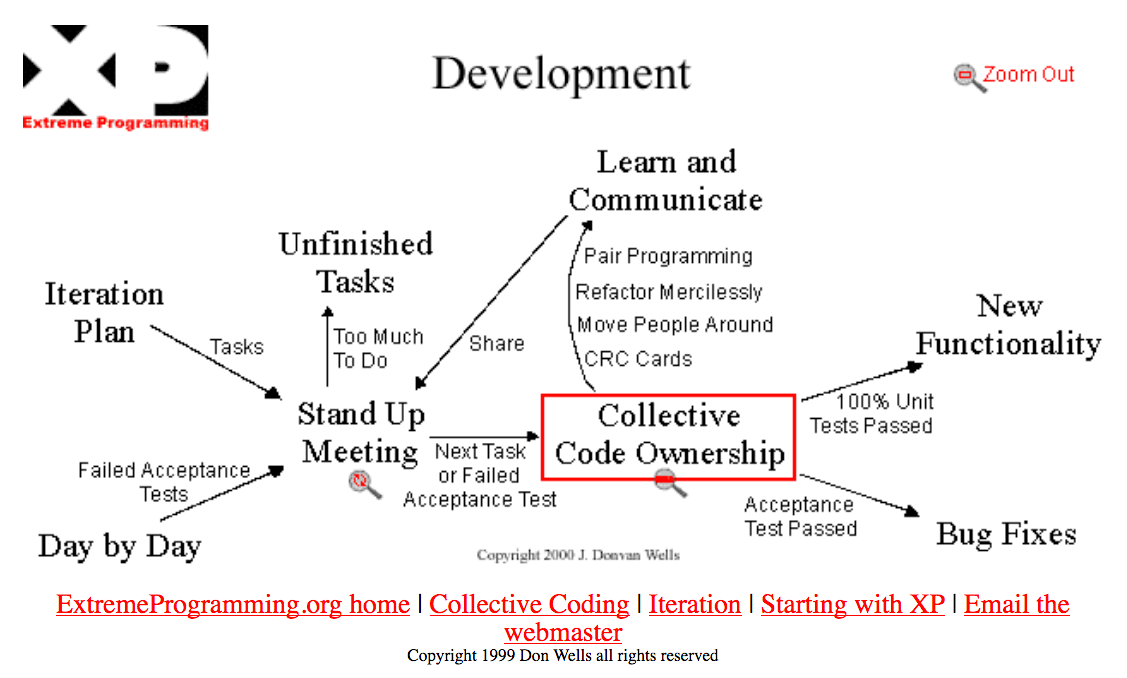 XP
Extreme Programming
Development
Zoom Out
Learn and
Communicate
Unfinished
Tasks
Pair Programming
Refactor Mercilessly
Move People Around
CRC Cards
Iteration
Plan
Tasks
Too Much
To Do
Share
New
Functionality
Stand Up
Meeting
Collective
Code Ownership
100% Unit
Tests Passed
Next Task
or Failed
Acceptance Test
Failed Acceptance
Tests
Acceptance
Test Passed
Day by Day
Bug Fixes
Copyright 2000 J. Donvan Wells
ExtremeProgramming.org home | Collective Coding | Iteration | Starting with XP | Email the
webmaster
Copyright 1999 Don Wells all rights reserved